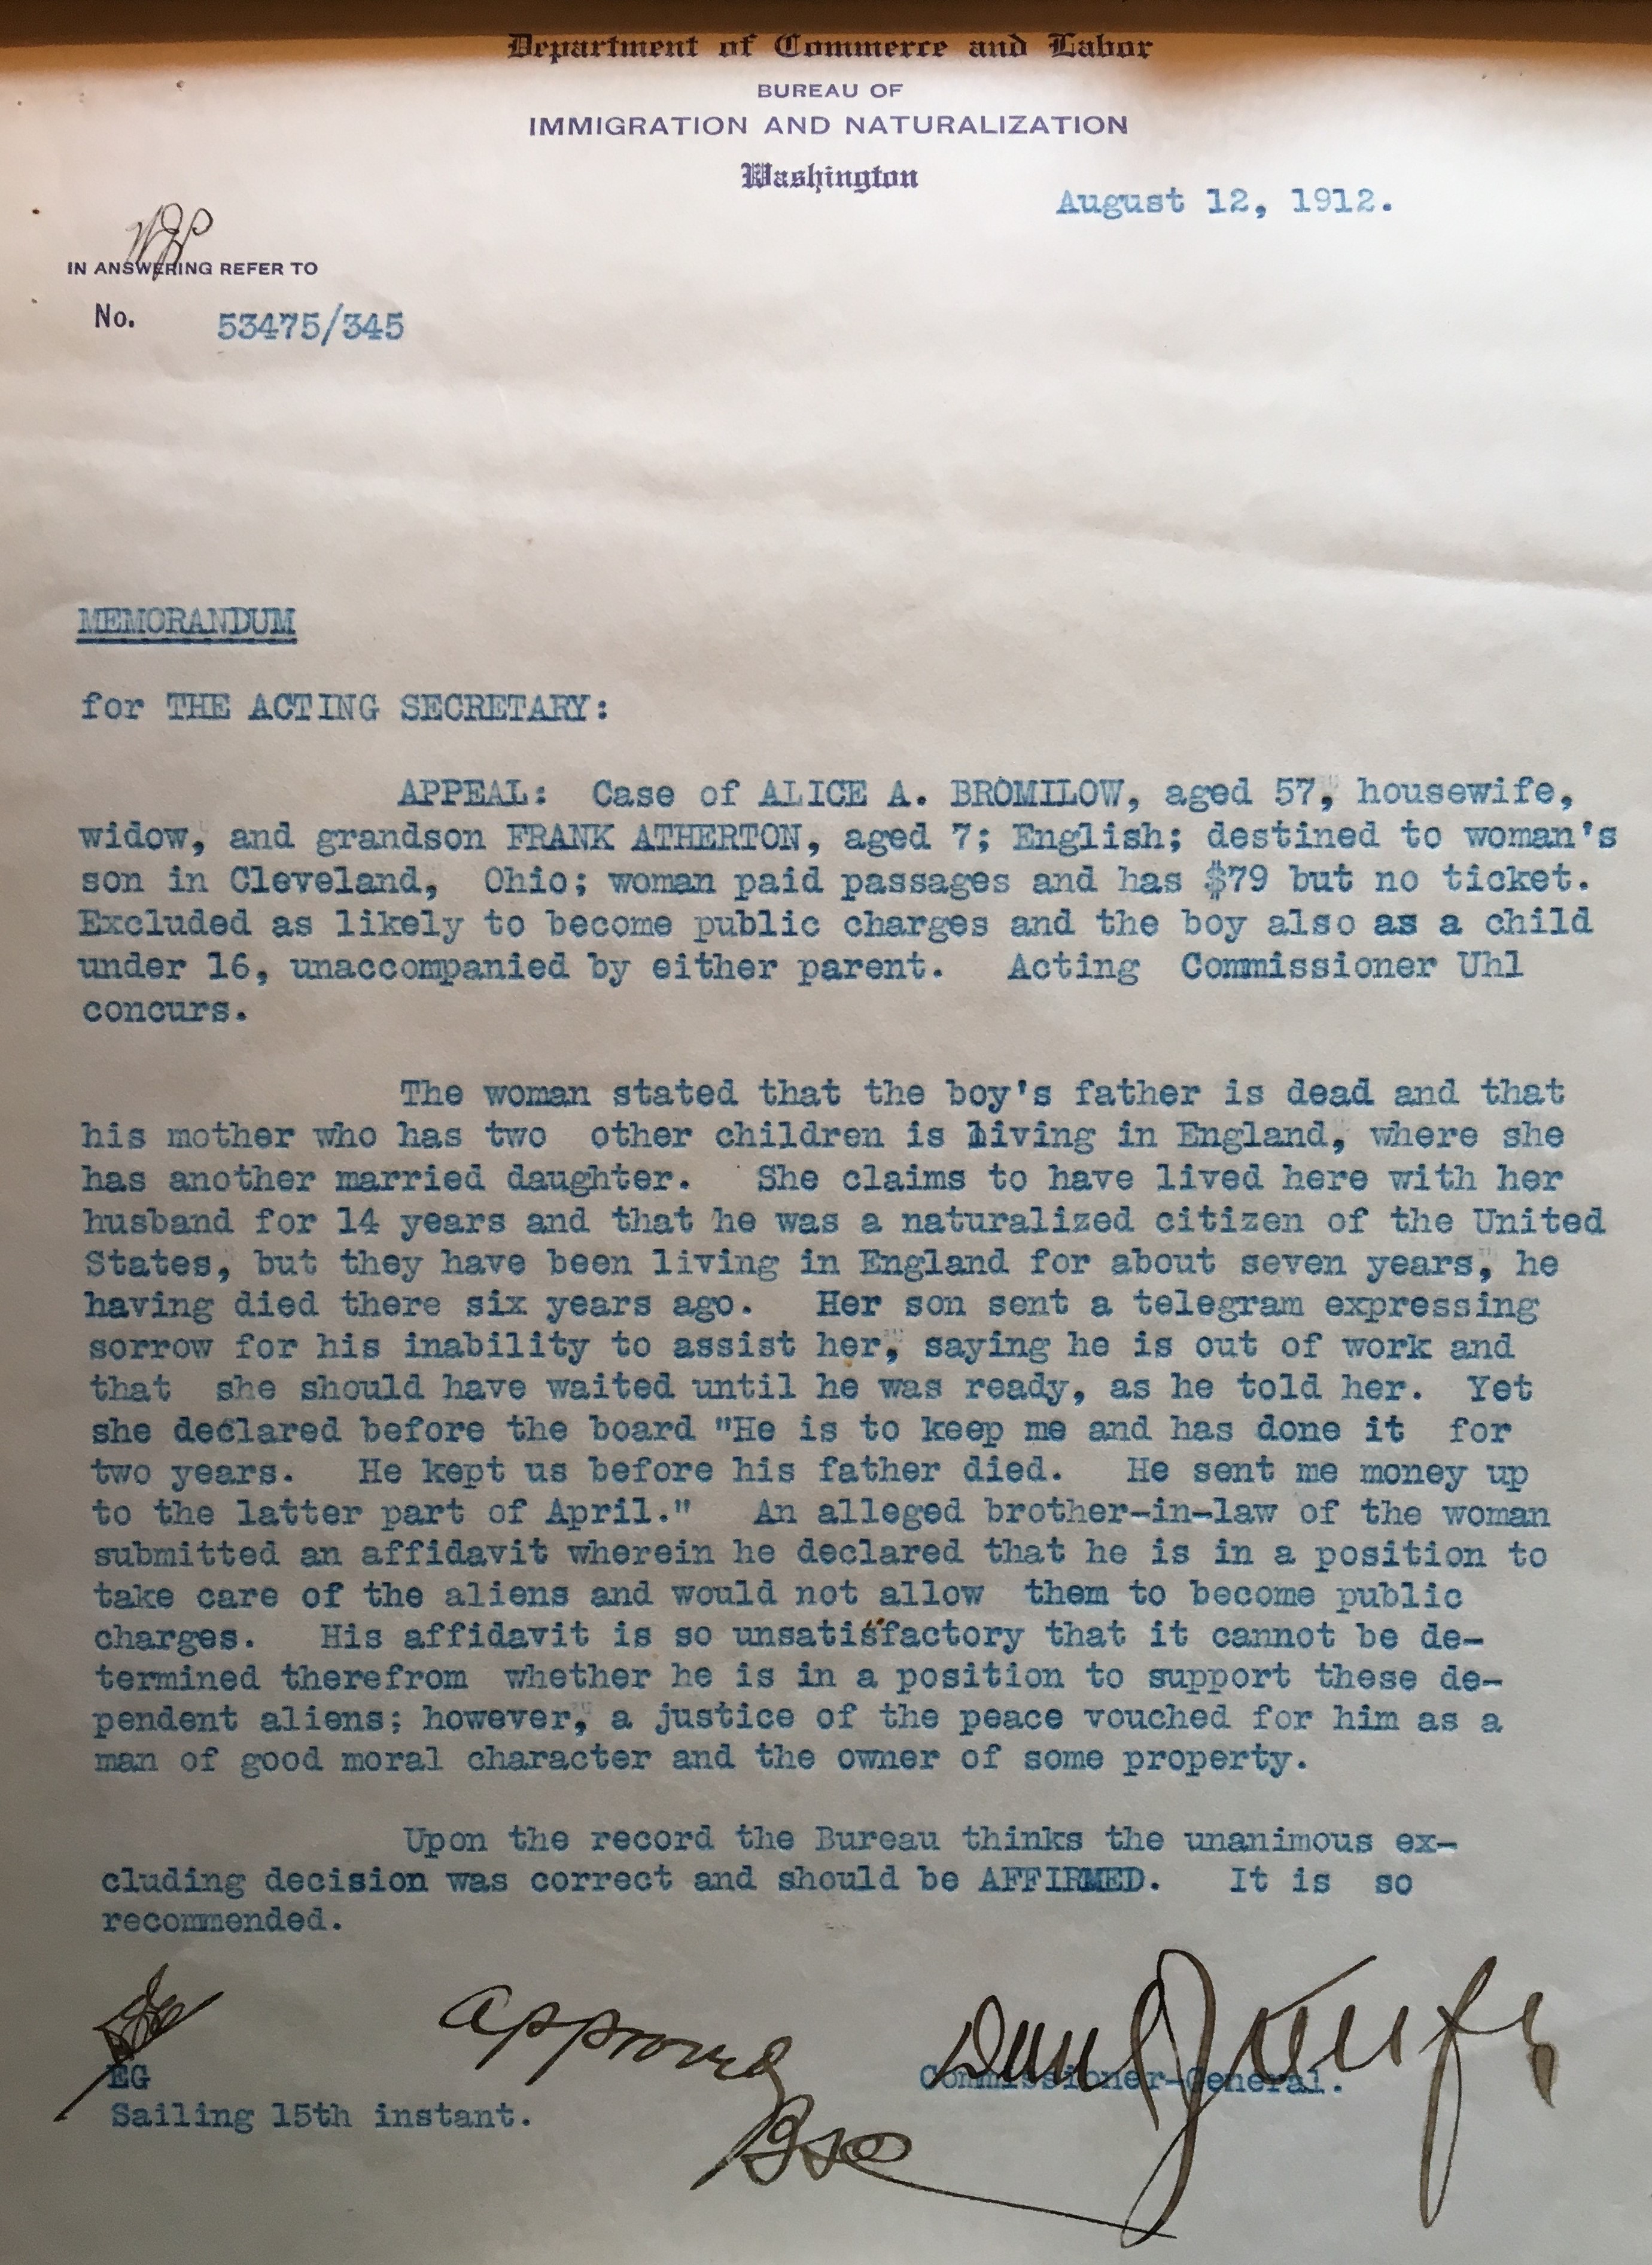 Department of Commerce and Labor
BUREAU OF
IMMIGRATION AND NATURALIZATION
Washington
August 12, 1912.
IN ANSWERING REFER TO
No. 53475/345
MEMORANDUM
for THE ACTING SECRETARY:
APPEAL: Case of ALICE A. BROMILOW, aged 57, housewife,
widow, and grandson FRANK ATHERTON, aged 7; English; destined to woman's
son in Cleveland, Ohio; woman paid passages and has $79 but no ticket.
Excluded as likely to become public charges and the boy also as a child
under 16, unaccompanied by either parent. Acting Commissioner Uhl
concurs.
The woman stated that the boy's father is dead and that
his mother who has two other children is living in England, where she
has another married daughter. She claims to have lived here with her
husband for 14 years and that he was a naturalized citizen of the United
States, but they have been living in England for about seven years, he
having died there six years ago. Her son sent a telegram expressing
sorrow for his inability to assist her, saying he is out of work and
that she should have waited until he was ready, as he told her. Yet
she declared before the board "He is to keep me and has done it for
two years. He kept us before his father died. He sent me money up
to the latter part of April." An alleged brother-in-law of the woman
submitted an affidavit wherein he declared that he is in a position to
take care of the aliens and would not allow them to become public
charges. His affidavit is so unsatisfactory that it cannot be de-
termined therefrom whether he is in a position to support these de-
pendent aliens; however, a justice of the peace vouched for him as a
man of good moral character and the owner of some property.
Upon the record the Bureau thinks the unanimous ex-
cluding decision was correct and should be AFFIRMED. It is so
recommended.
approved
Commissioner-General.
EG
Sailing 15th instant.